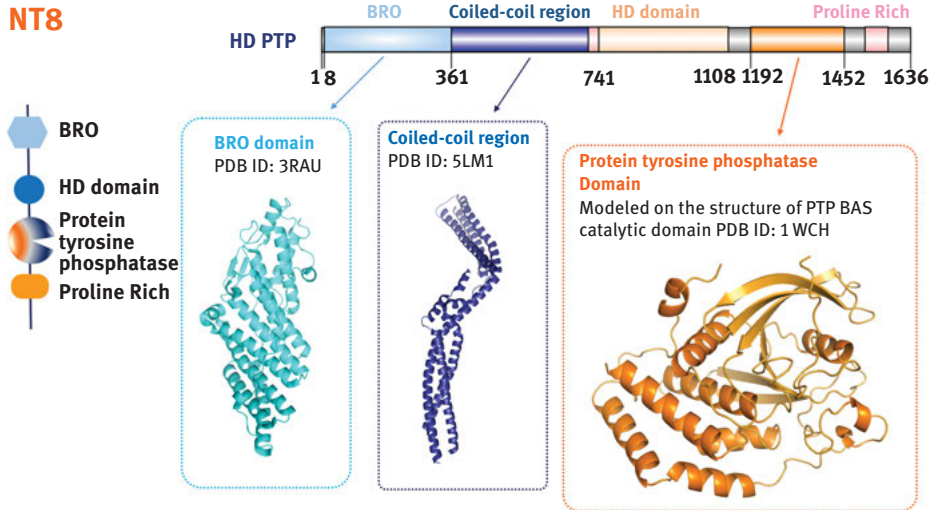 NT8
BRO
Coiled-coil region
HD domain
Proline Rich
HD PTP
1 8 361 741 1108 1192 1452 1636
BRO
HD domain
Protein
tyrosine
phosphatase
Proline Rich
BRO domain
PDB ID: 3RAU
Coiled-coil region
PDB ID: 5LM1
Protein tyrosine phosphatase
Domain
Modeled on the structure of PTP BAS
catalytic domain PDB ID: 1 WCH